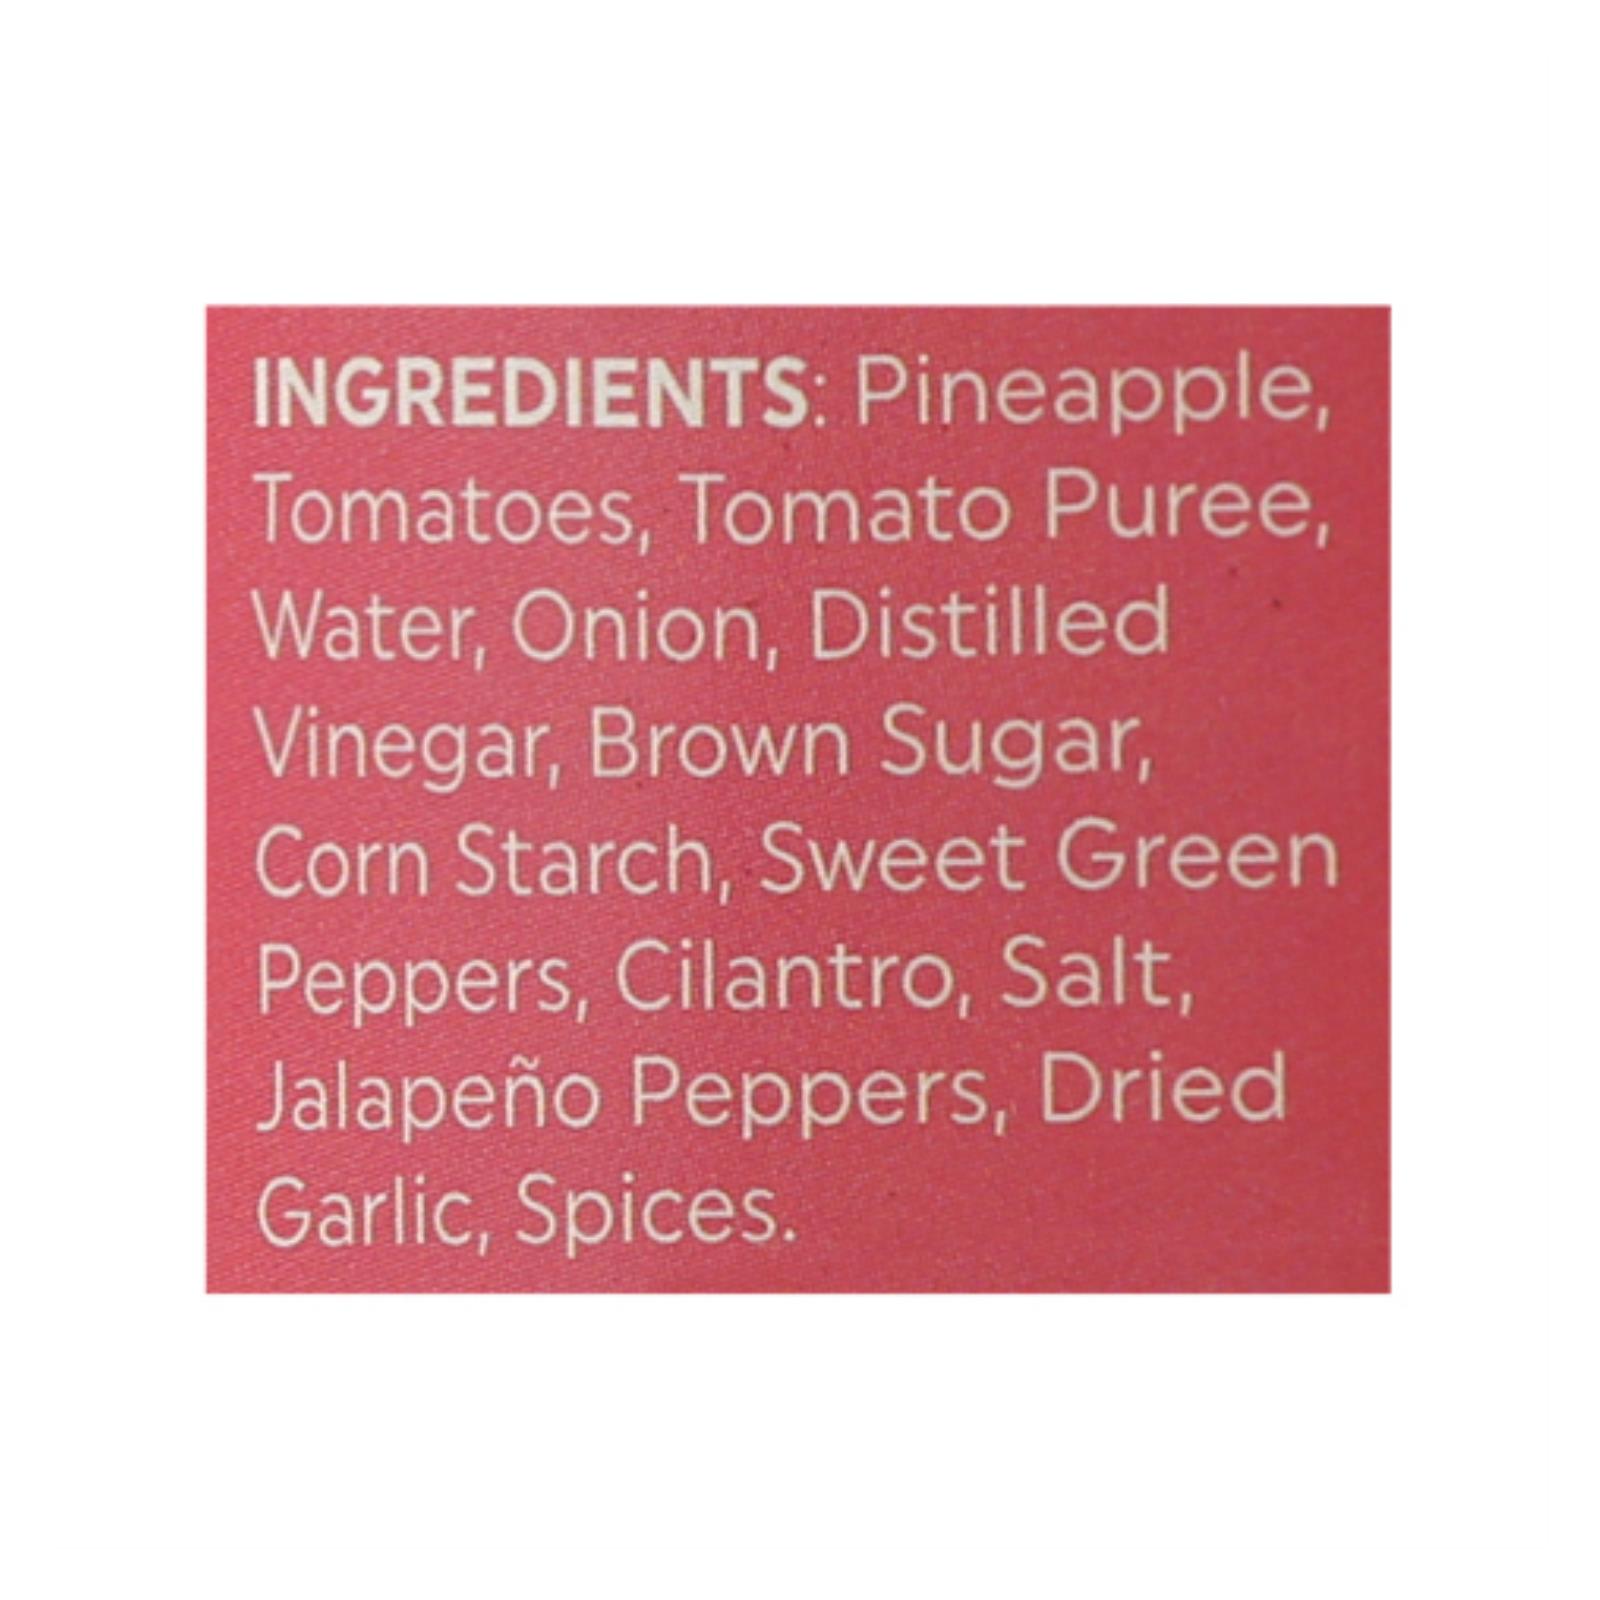 INGREDIENTS: Pineapple,
Tomatoes, Tomato Puree,
Water, Onion, Distilled
Vinegar, Brown Sugar,
Corn Starch, Sweet Green
Peppers, Cilantro, Salt,
Jalapeño Peppers, Dried
Garlic, Spices.